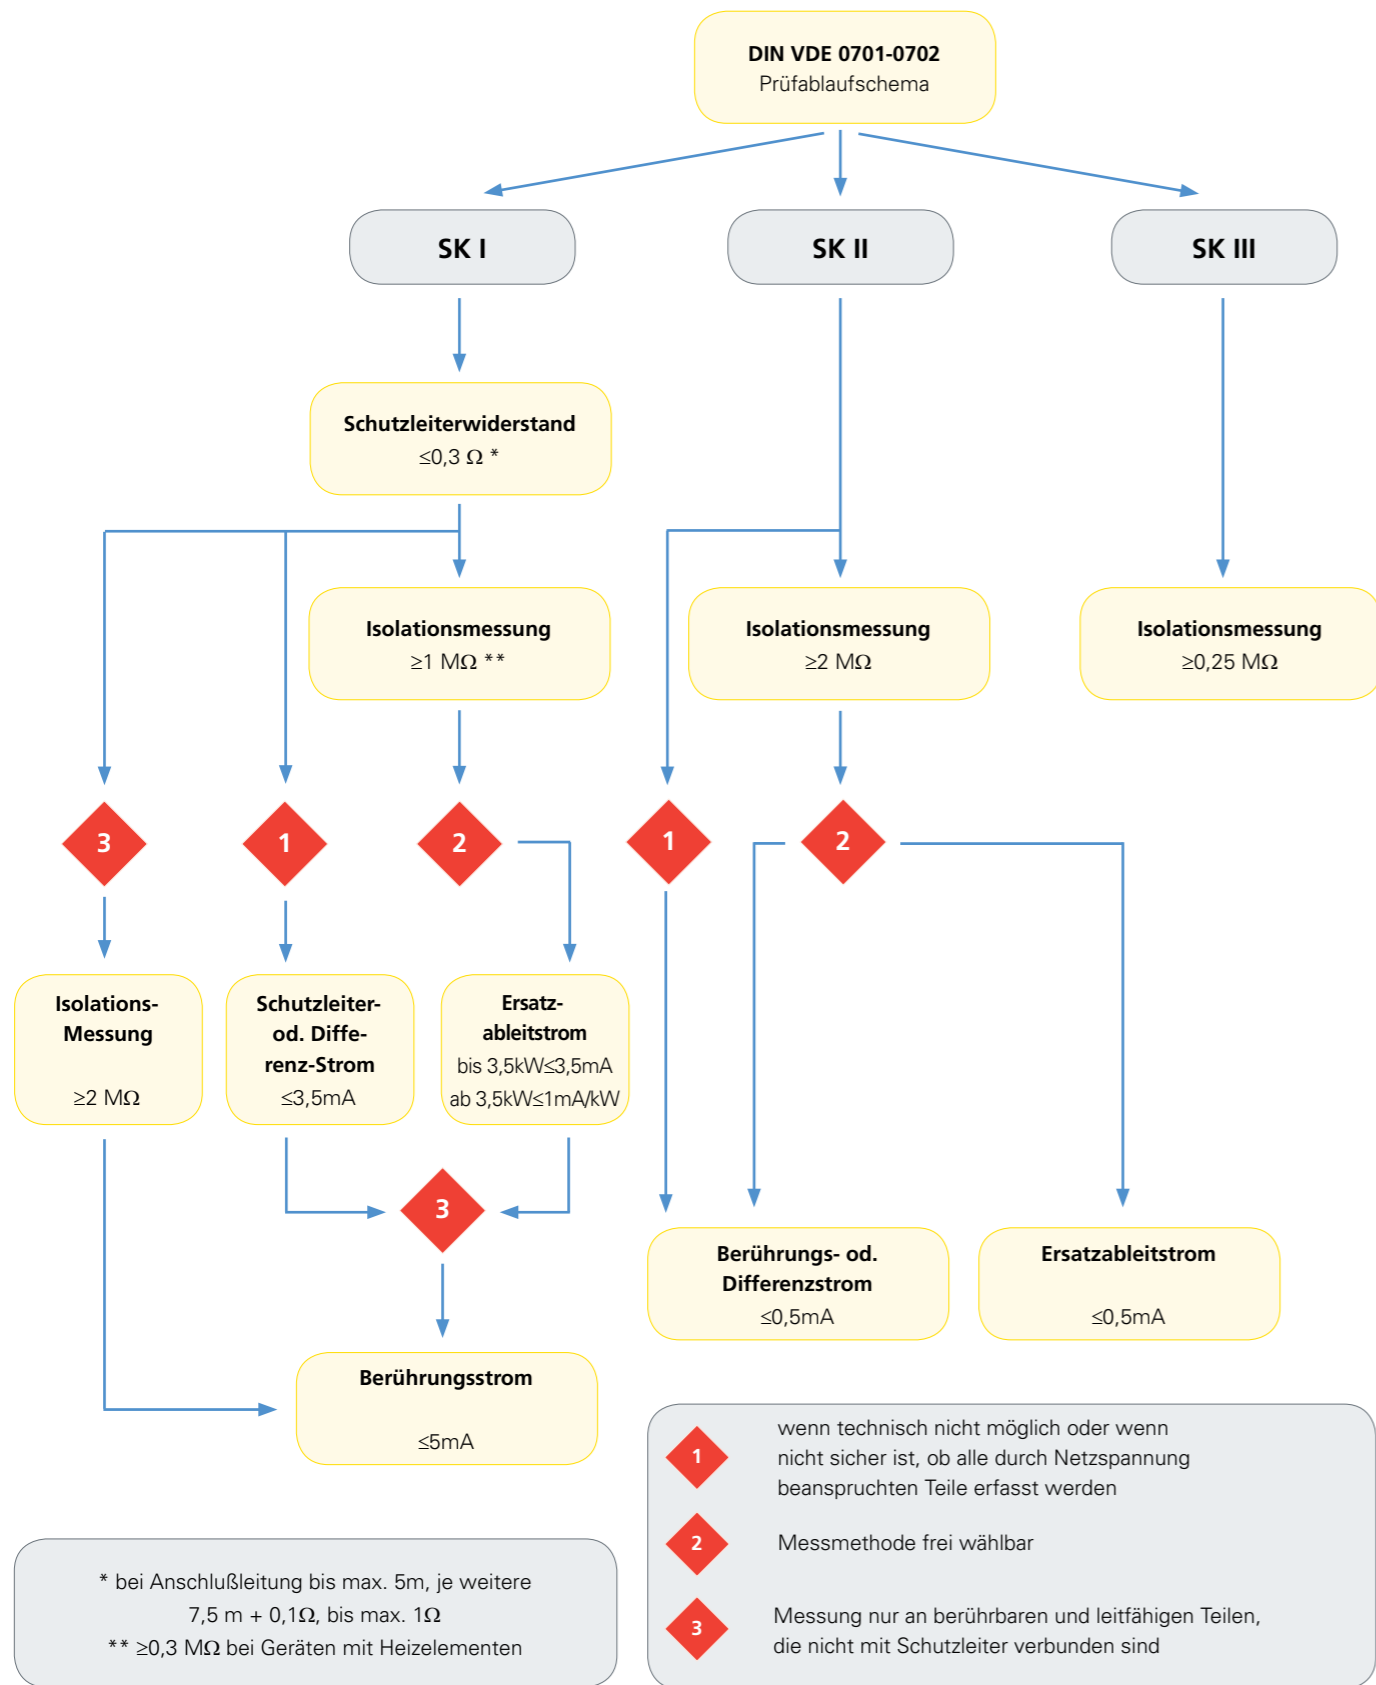 DIN VDE 0701-0702
Prüfablaufschema
SK I
SK II
SK III
Schutzleiterwiderstand
≤0,3 Ω *
Isolationsmessung
≥1 MΩ **
Isolationsmessung
≥2 MΩ
Isolationsmessung
≥0,25 MΩ
3
1
2
1
2
Isolations-
Messung
≥2 MΩ
Schutzleiter-
od. Diffe-
renz-Strom
≤3,5mA
Ersatz-
ableitstrom
bis 3,5kW≤3,5mA
ab 3,5kW≤1mA/kW
3
Berührungs- od.
Differenzstrom
≤0,5mA
Ersatzableitstrom
≤0,5mA
Berührungsstrom
≤5mA
1
wenn technisch nicht möglich oder wenn
nicht sicher ist, ob alle durch Netzspannung
beanspruchten Teile erfasst werden
2
Messmethode frei wählbar
3
Messung nur an berührbaren und leitfähigen Teilen,
die nicht mit Schutzleiter verbunden sind
* bei Anschlußleitung bis max. 5m, je weitere
7,5 m + 0,1Ω, bis max. 1Ω
** ≥0,3 MΩ bei Geräten mit Heizelementen